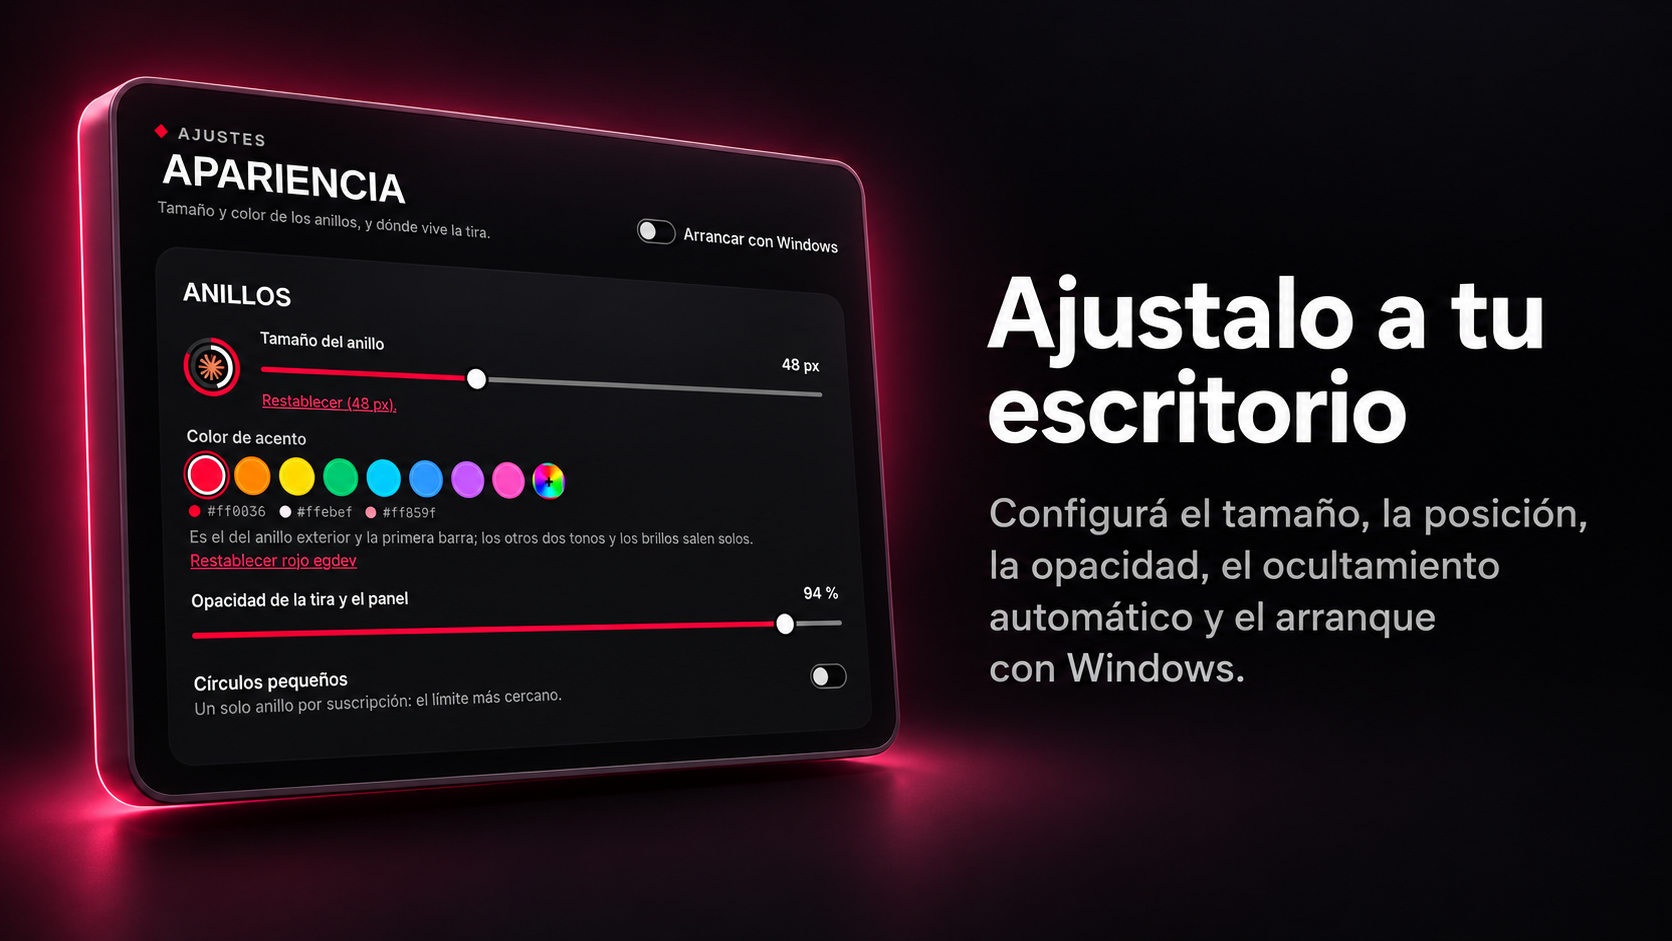 AJUSTES
APARIENCIA
Tamaño y color de los anillos, y dónde vive la tira.
Arrancar con Windows
ANILLOS
Tamaño del anillo
48 px
Restablecer (48 px).
Color de acento
+
#ff0036 #ffebef #ff859f
Es el del anillo exterior y la primera barra; los otros dos tonos y los brillos salen solos.
Restablecer rojo egdev
Opacidad de la tira y el panel
94 %
Círculos pequeños
Un solo anillo por suscripción: el límite más cercano.
Ajustalo a tu
escritorio
Configurá el tamaño, la posición,
la opacidad, el ocultamiento
automático y el arranque
con Windows.